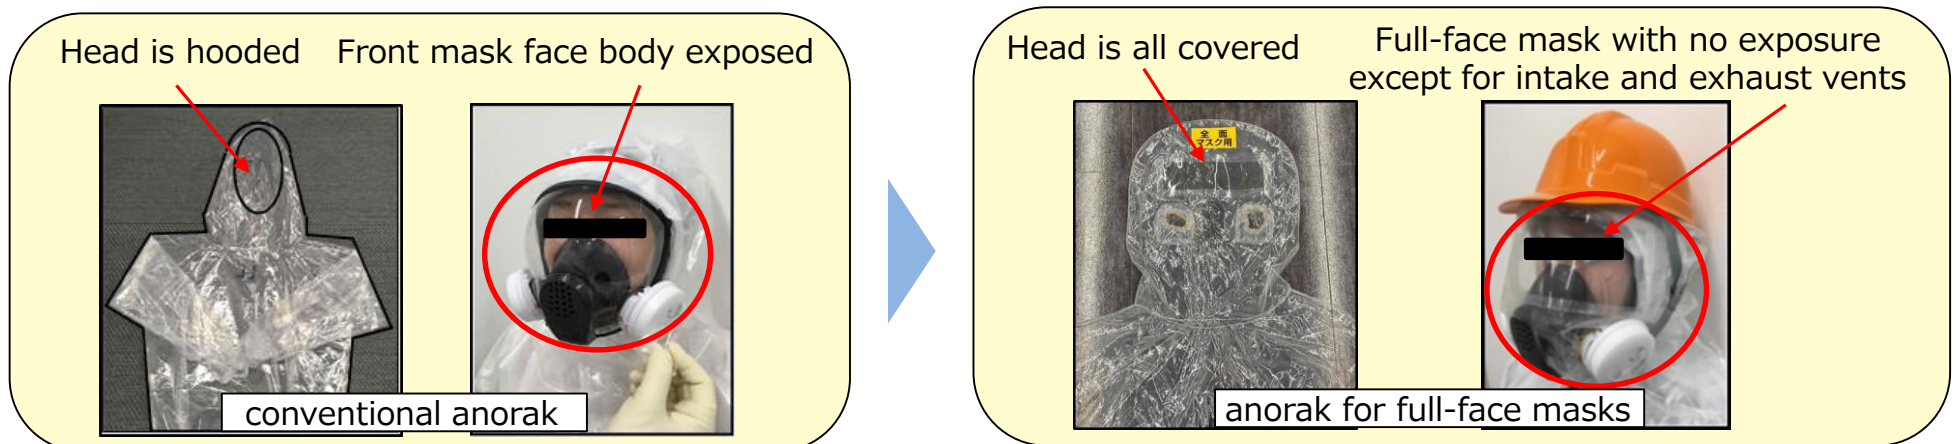 Head is hooded
Front mask face body exposed
conventional anorak
Head is all covered
Full-face mask with no exposure
except for intake and exhaust vents
全面
マスク用
anorak for full-face masks